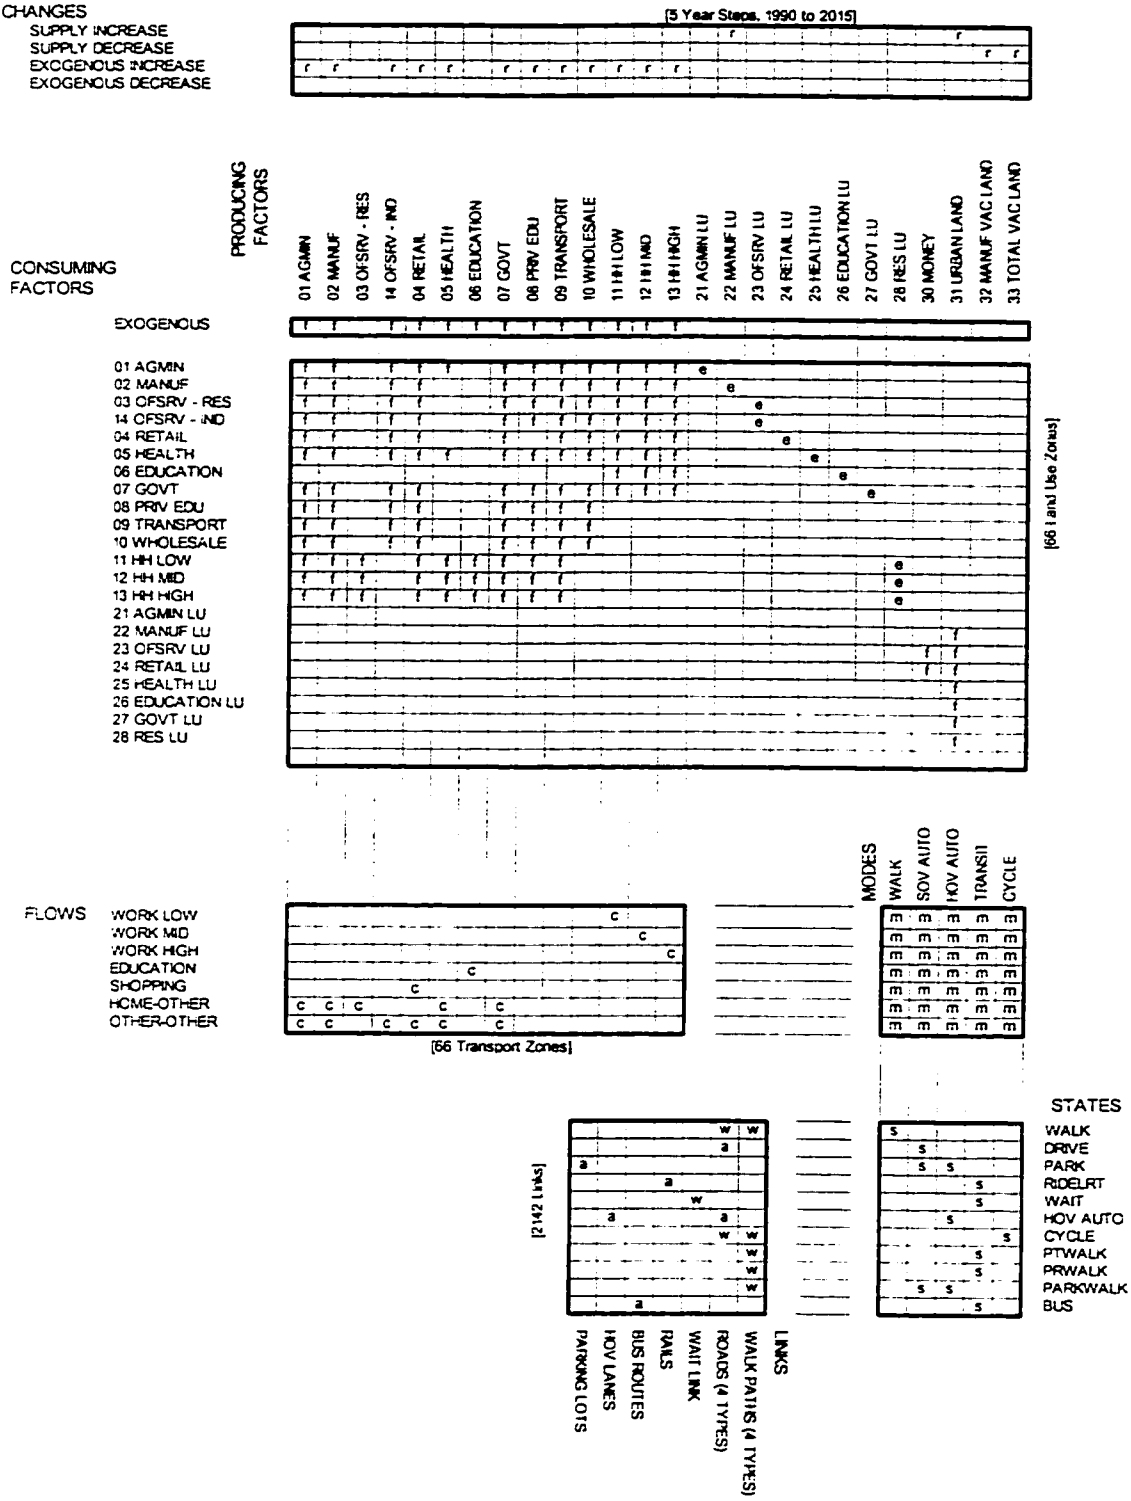 CHANGES
[5 Year Steps, 1990 to 2015]
SUPPLY INCREASE r r
SUPPLY DECREASE r r
EXOGENOUS INCREASE r r r r r r r r r r r r
EXOGENOUS DECREASE
PRODUCING FACTORS
01 AGMIN
02 MANUF
03 OFSRV - RES
14 OFSRV - IND
04 RETAIL
05 HEALTH
06 EDUCATION
07 GOVT
08 PRIV EDU
09 TRANSPORT
10 WHOLESALE
11 HH LOW
12 HH MID
13 HH HIGH
21 AGMIN LU
22 MANUF LU
23 OFSRV LU
24 RETAIL LU
25 HEALTH LU
26 EDUCATION LU
27 GOVT LU
28 RES LU
30 MONEY
31 URBAN LAND
32 MANUF VAC LAND
33 TOTAL VAC LAND
CONSUMING FACTORS
EXOGENOUS f f f f f f f f f f f f
01 AGMIN f f f f f f f f f f f f e
02 MANUF f f f f f f f f f f f e
03 OFSRV - RES f f f f f f f f f f f e
14 OFSRV - IND f f f f f f f f f f f e
04 RETAIL f f f f f f f f f f f e
05 HEALTH f f f f f f f f f f f f e
06 EDUCATION f f f e
07 GOVT f f f f f f f f f f f e
08 PRIV EDU f f f f f f f f
09 TRANSPORT f f f f f f f f
10 WHOLESALE f f f f f f f f
11 HH LOW f f f f f f f f f e
12 HH MID f f f f f f f f f e
13 HH HIGH f f f f f f f f f e
21 AGMIN LU
22 MANUF LU f
23 OFSRV LU f f
24 RETAIL LU f f
25 HEALTH LU f
26 EDUCATION LU f
27 GOVT LU f
28 RES LU f
[66 Land Use Zones]
MODES
WALK
SOV AUTO
HOV AUTO
TRANSIT
CYCLE
FLOWS
WORK LOW c m m m m m
WORK MID c m m m m m
WORK HIGH c m m m m m
EDUCATION c m m m m m
SHOPPING c m m m m m
HOME-OTHER c c c c c m m m m m
OTHER-OTHER c c c c c c m m m m m
[66 Transport Zones]
STATES
w w s WALK
a s DRIVE
a s s PARK
a s RIDELRT
w s WAIT
a a s HOV AUTO
w w s CYCLE
w s PTWALK
w s PRWALK
w s s PARKWALK
a s BUS
[2142 Links]
PARKING LOTS
HOV LANES
BUS ROUTES
RAILS
WAIT LINK
ROADS (4 TYPES)
WALK PATHS (4 TYPES)
LINKS